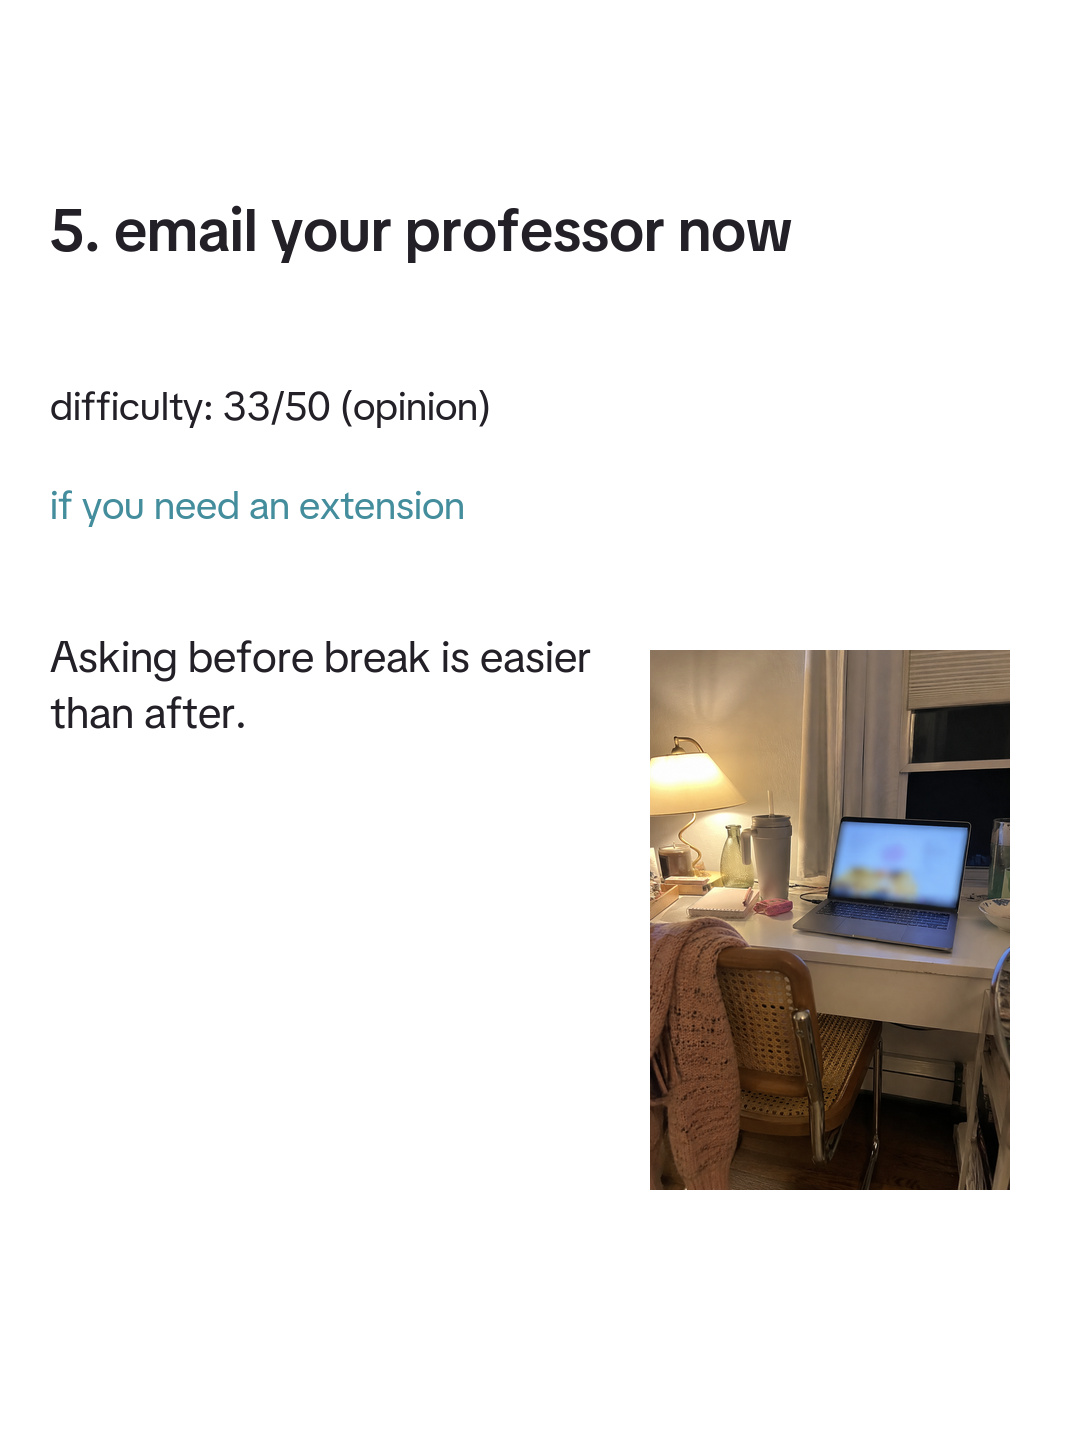 5. email your professor now
difficulty: 33/50 (opinion)
if you need an extension
Asking before break is easier
than after.